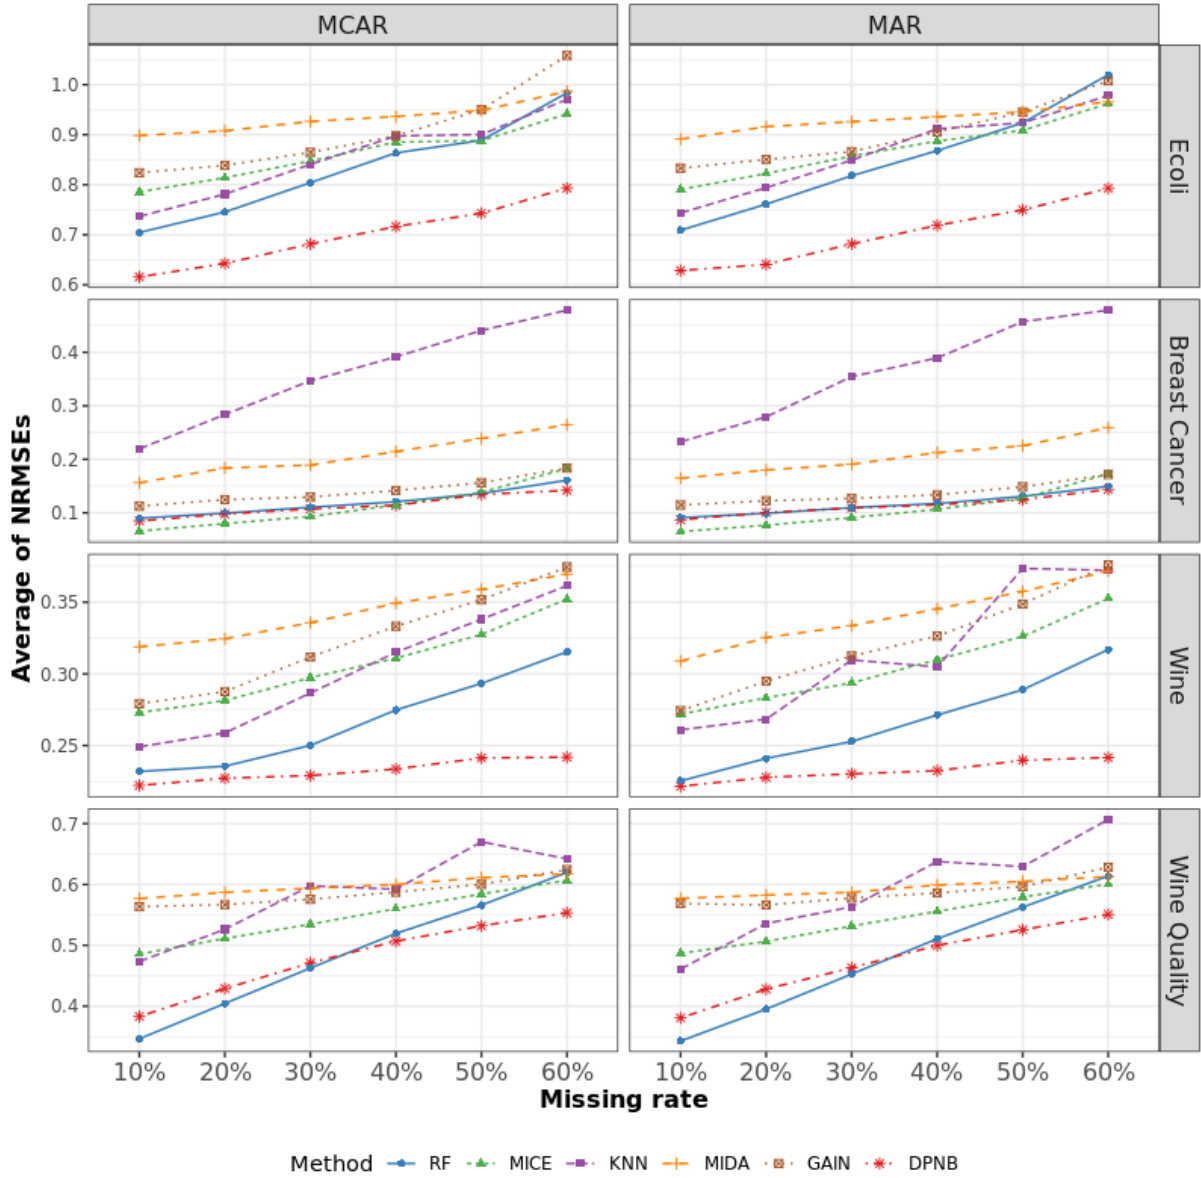 MCAR MAR
1.0
0.9
0.8
0.7
0.6
Ecoli
0.4
0.3
0.2
0.1
Breast Cancer
0.35
0.30
0.25
Wine
0.7
0.6
0.5
0.4
Wine Quality
Average of NRMSEs
10% 20% 30% 40% 50% 60% 10% 20% 30% 40% 50% 60%
Missing rate
Method RF MICE KNN MIDA GAIN DPNB